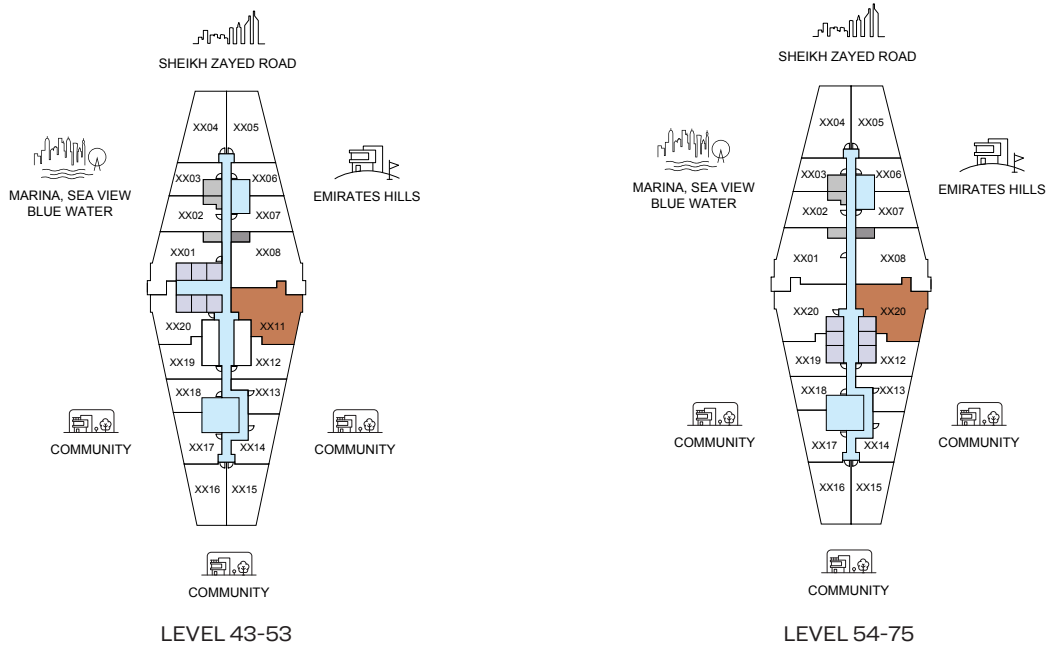 SHEIKH ZAYED ROAD
XX04
XX05
MARINA, SEA VIEW
BLUE WATER
EMIRATES HILLS
XX03
XX06
XX02
XX07
XX01
XX08
XX20
XX11
XX19
XX12
XX18
XX13
COMMUNITY
COMMUNITY
XX17
XX14
XX16
XX15
COMMUNITY
LEVEL 43-53
SHEIKH ZAYED ROAD
XX04
XX05
MARINA, SEA VIEW
BLUE WATER
EMIRATES HILLS
XX03
XX06
XX02
XX07
XX01
XX08
XX20
XX20
XX19
XX12
XX18
XX13
COMMUNITY
COMMUNITY
XX17
XX14
XX16
XX15
COMMUNITY
LEVEL 54-75